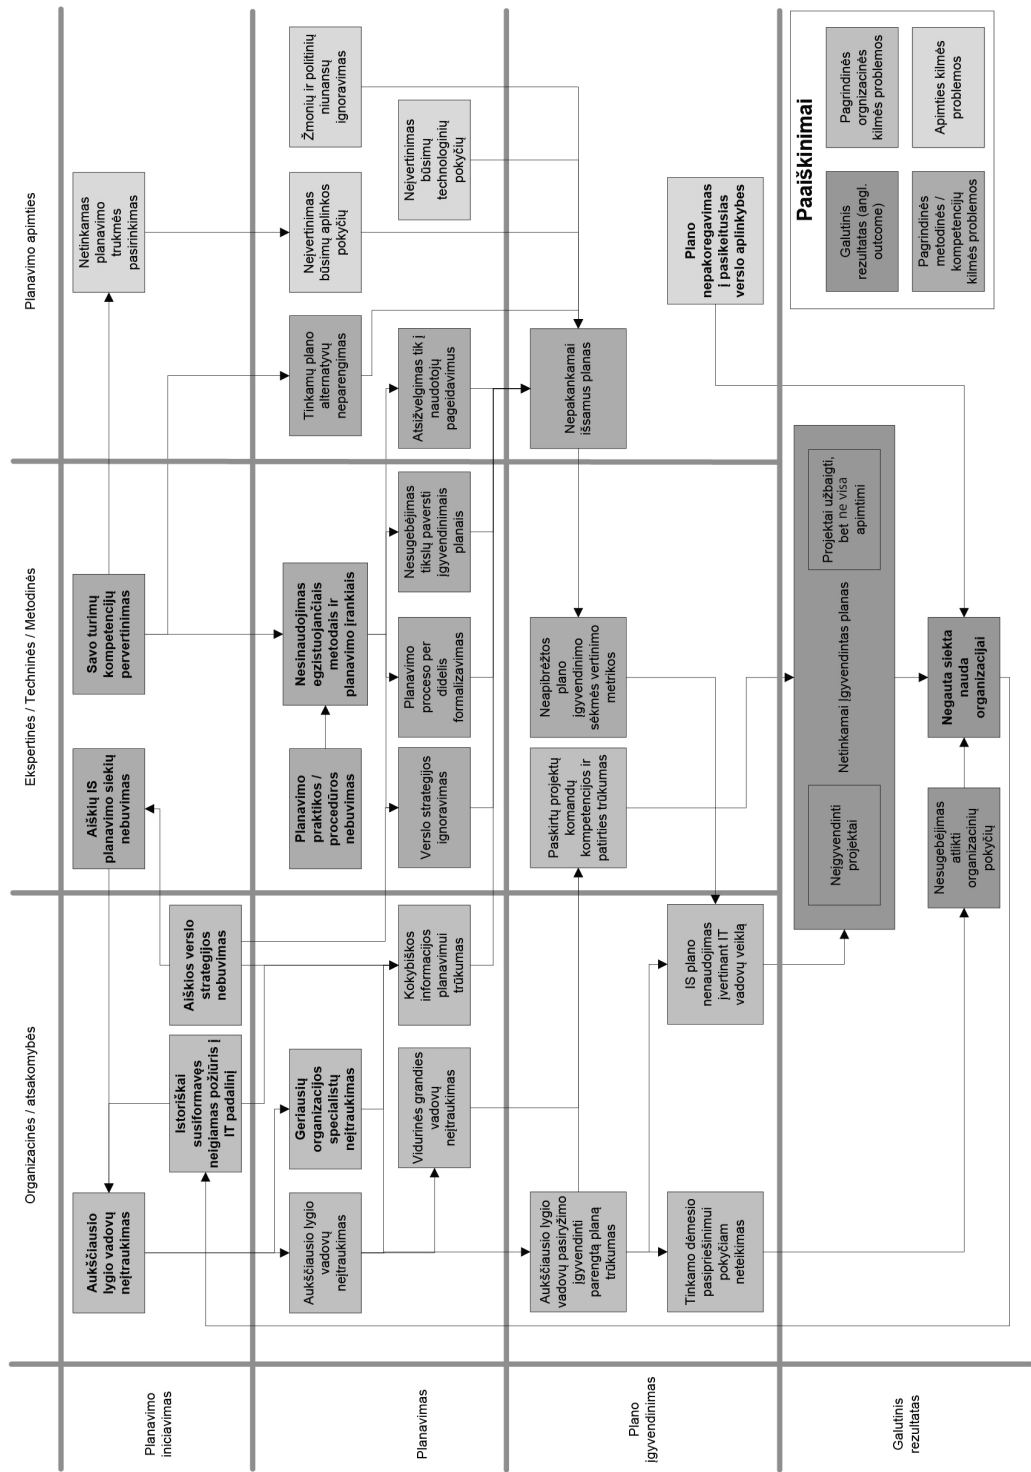 Organizacinės / atsakomybės
Ekspertinės / Techninės / Metodinės
Planavimo apimties
Planavimo
iniciavimas
Aukščiausio
lygio vadovų
neįtraukimas
Istoriškai
susiformavęs
neigiamas požiūris į
IT padalinį
Aiškios verslo
strategijos
nebuvimas
Aiškių IS
planavimo siekių
nebuvimas
Savo turimų
kompetencijų
pervertinimas
Netinkamas
planavimo
trukmės
pasirinkimas
Planavimas
Aukščiausio lygio
vadovų
neįtraukimas
Geriausių
organizacijos
specialistų
neįtraukimas
Planavimo
praktikos /
procedūros
nebuvimas
Nesinaudojimas
egzistuojančiais
metodais ir
planavimo įrankiais
Tinkamų plano
alternatyvų
neparengimas
Neįvertinimas
būsimų aplinkos
pokyčių
Žmonių ir politinių
niunansų
ignoravimas
Vidurinės grandies
vadovų
neįtraukimas
Kokybiškos
informacijos
planavimui
trūkumas
Verslo strategijos
ignoravimas
Planavimo
proceso per
didelis
formalizavimas
Nesugebėjimas
tikslų paversti
įgyvendinimais
planais
Atsižvelgimas tik į
naudotojų
pageidavimus
Neįvertinimas
būsimų
technologinių
pokyčių
Plano
įgyvendinimas
Aukščiausio lygio
vadovų pasiryžimo
įgyvendinti
parengtą planą
trūkumas
Paskirtų projektų
komandų
kompetencijos ir
patirties trūkumas
Neapibrėžtos
plano
įgyvendinimo
sėkmės vertinimo
metrikos
Nepakankamai
išsamus planas
Tinkamo dėmesio
pasipriešinimui
pokyčiam
neteikimas
IS plano
nenaudojimas
įvertinant IT
vadovų veiklą
Plano
nepakoregavimas
į pasikeitusias
verslo aplinkybes
Galutinis
rezultatas
Neįgyvendinti
projektai
Netinkamai įgyvendintas planas
Projektai užbaigti,
bet ne visa
apimtimi
Nesugebėjimas
atlikti
organizacinių
pokyčių
Negauta siekta
nauda
organizacijai
Paaiškinimai
Galutinis
rezultatas (angl.
outcome)
Pagrindinės
orgnizacinės
kilmės problemos
Pagrindinės
metodinės /
kompetencijų
kilmės problemos
Apimties kilmės
problemos